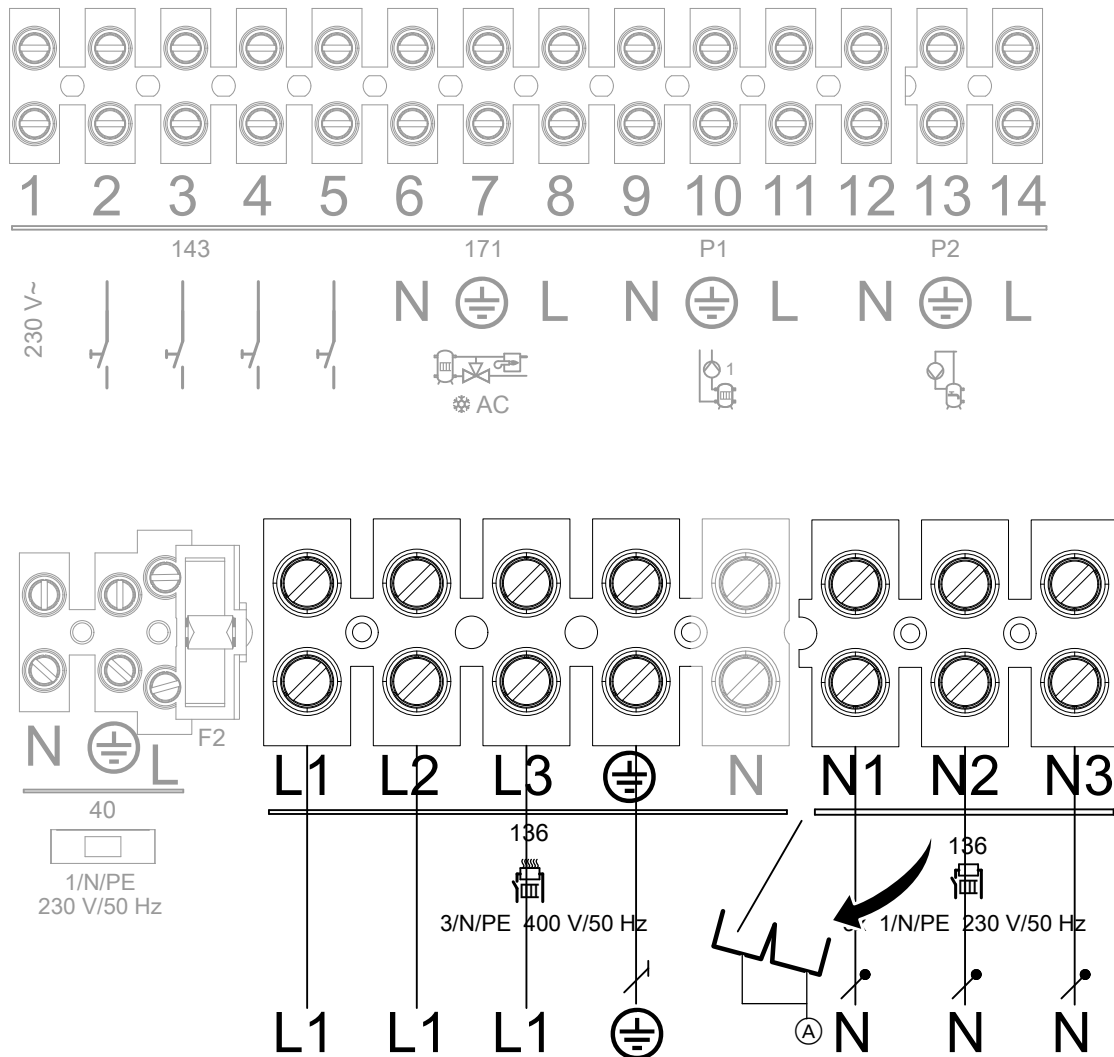 1 2 3 4 5 6 7 8 9 10 11 12 13 14
143 171 P1 P2
230 V~ N L N L N L
1
AC
F2
N L L1 L2 L3 N N1 N2 N3
40 136 136
1/N/PE 3/N/PE 400 V/50 Hz 1/N/PE 230 V/50 Hz
230 V/50 Hz
L1 L1 L1 A N N N